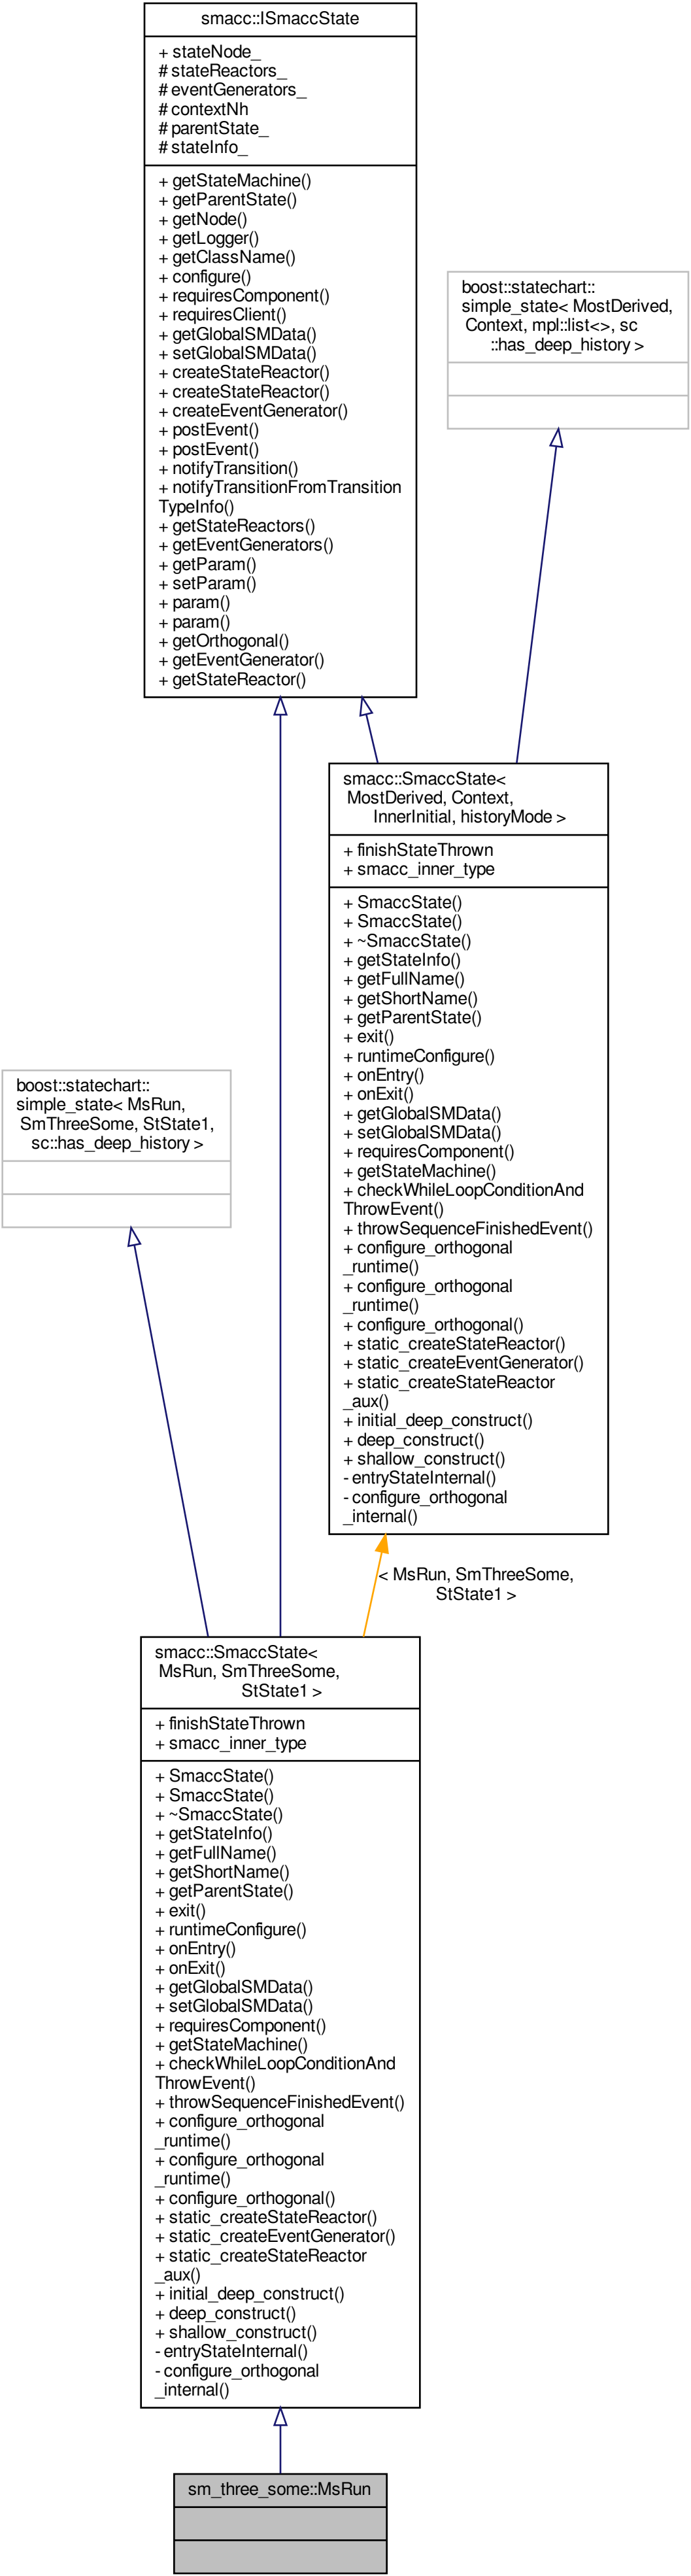 smacc::ISmaccState
+ stateNode_
# stateReactors_
# eventGenerators_
# contextNh
# parentState_
# stateInfo_
+ getStateMachine()
+ getParentState()
+ getNode()
+ getLogger()
+ getClassName()
+ configure()
+ requiresComponent()
+ requiresClient()
+ getGlobalSMData()
+ setGlobalSMData()
+ createStateReactor()
+ createStateReactor()
+ createEventGenerator()
+ postEvent()
+ postEvent()
+ notifyTransition()
+ notifyTransitionFromTransition
TypeInfo()
+ getStateReactors()
+ getEventGenerators()
+ getParam()
+ setParam()
+ param()
+ param()
+ getOrthogonal()
+ getEventGenerator()
+ getStateReactor()
boost::statechart::
simple_state< MostDerived,
Context, mpl::list<>, sc
::has_deep_history >
smacc::SmaccState<
MostDerived, Context,
InnerInitial, historyMode >
+ finishStateThrown
+ smacc_inner_type
+ SmaccState()
+ SmaccState()
+ ~SmaccState()
+ getStateInfo()
+ getFullName()
+ getShortName()
+ getParentState()
+ exit()
+ runtimeConfigure()
+ onEntry()
+ onExit()
+ getGlobalSMData()
+ setGlobalSMData()
+ requiresComponent()
+ getStateMachine()
+ checkWhileLoopConditionAnd
ThrowEvent()
+ throwSequenceFinishedEvent()
+ configure_orthogonal
_runtime()
+ configure_orthogonal
_runtime()
+ configure_orthogonal()
+ static_createStateReactor()
+ static_createEventGenerator()
+ static_createStateReactor
_aux()
+ initial_deep_construct()
+ deep_construct()
+ shallow_construct()
- entryStateInternal()
- configure_orthogonal
_internal()
boost::statechart::
simple_state< MsRun,
SmThreeSome, StState1,
sc::has_deep_history >
< MsRun, SmThreeSome,
StState1 >
smacc::SmaccState<
MsRun, SmThreeSome,
StState1 >
+ finishStateThrown
+ smacc_inner_type
+ SmaccState()
+ SmaccState()
+ ~SmaccState()
+ getStateInfo()
+ getFullName()
+ getShortName()
+ getParentState()
+ exit()
+ runtimeConfigure()
+ onEntry()
+ onExit()
+ getGlobalSMData()
+ setGlobalSMData()
+ requiresComponent()
+ getStateMachine()
+ checkWhileLoopConditionAnd
ThrowEvent()
+ throwSequenceFinishedEvent()
+ configure_orthogonal
_runtime()
+ configure_orthogonal
_runtime()
+ configure_orthogonal()
+ static_createStateReactor()
+ static_createEventGenerator()
+ static_createStateReactor
_aux()
+ initial_deep_construct()
+ deep_construct()
+ shallow_construct()
- entryStateInternal()
- configure_orthogonal
_internal()
sm_three_some::MsRun